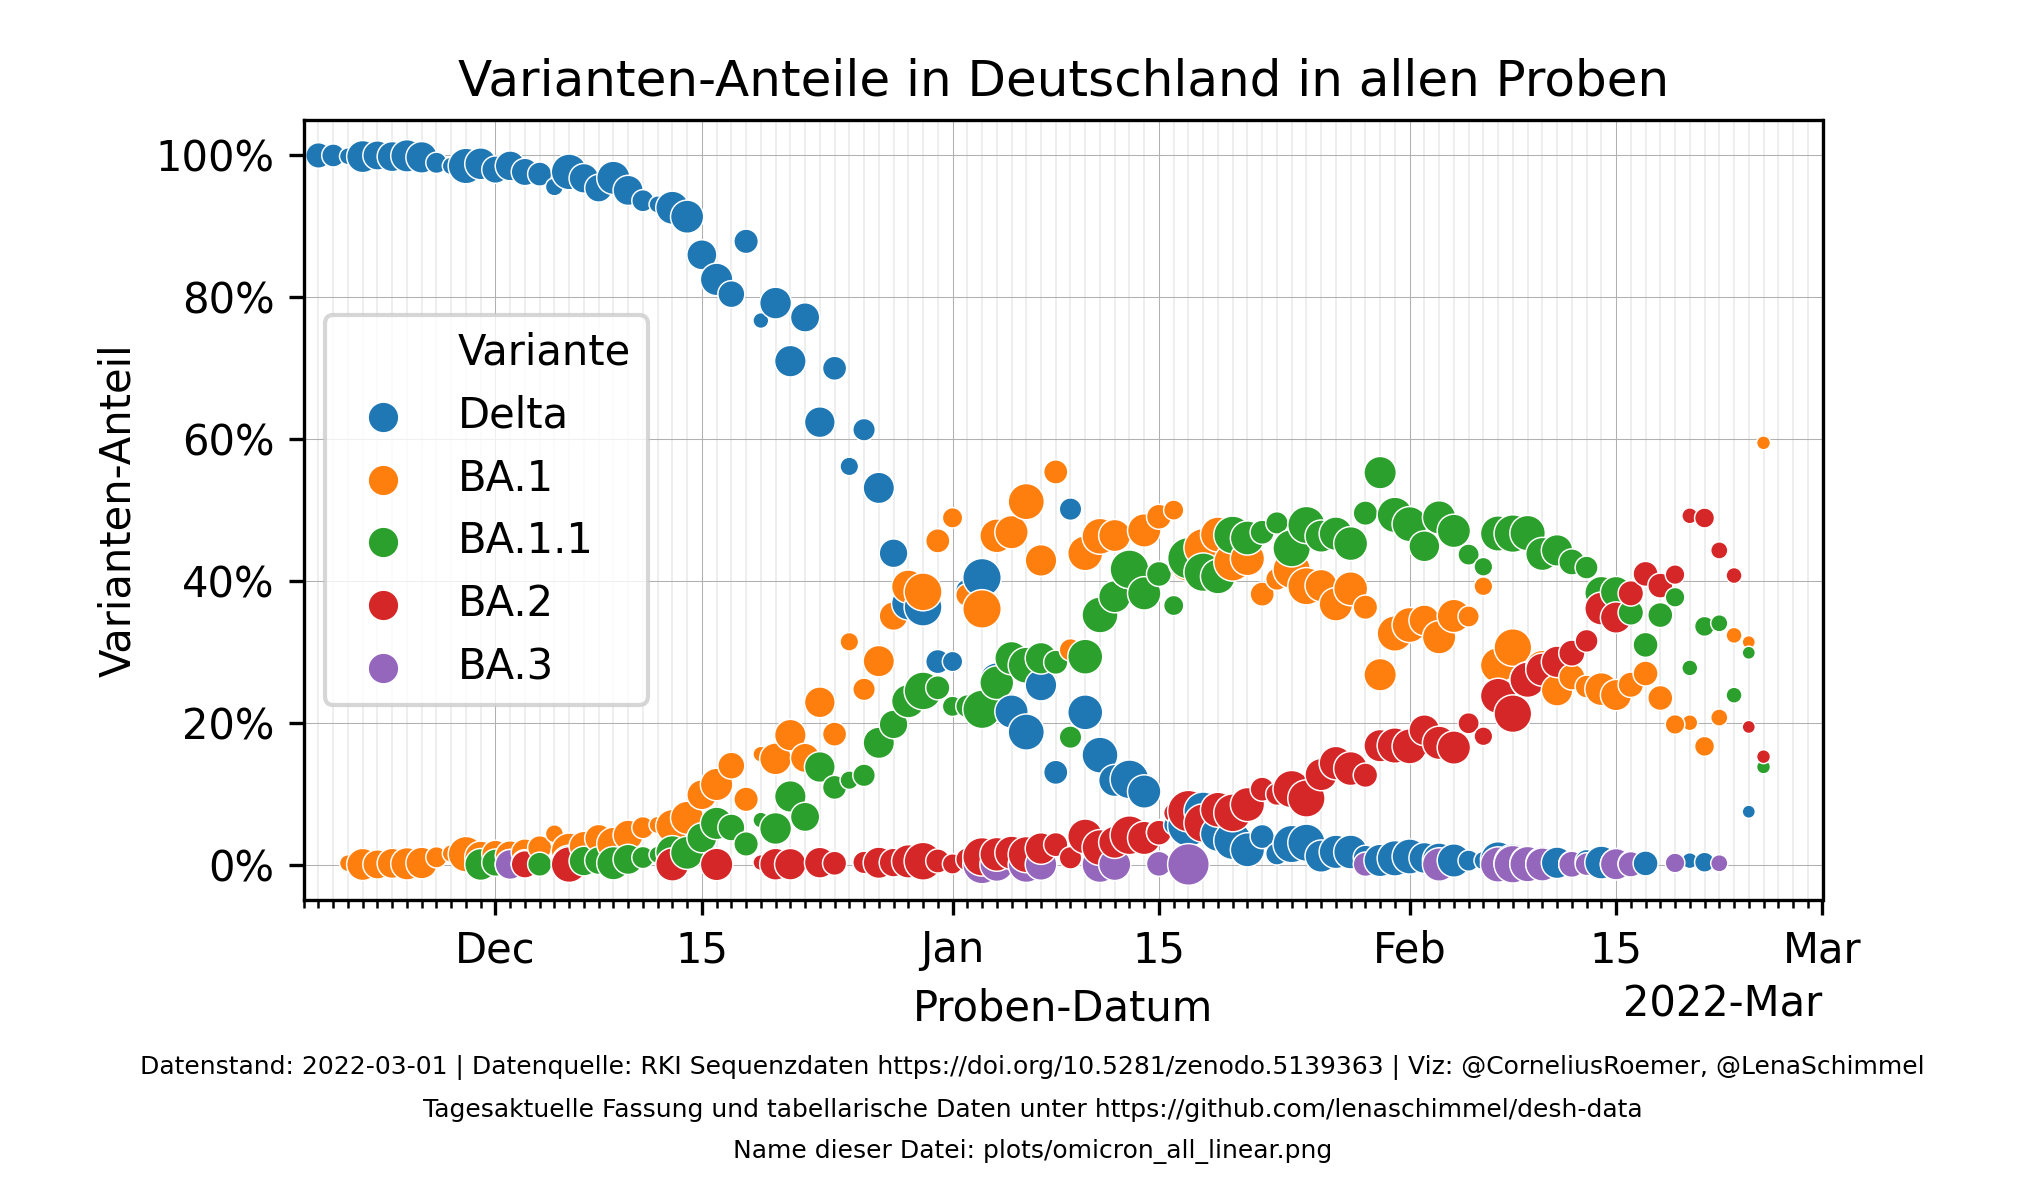 Varianten-Anteile in Deutschland in allen Proben
Varianten-Anteil
100%
80%
60%
40%
20%
0%
Variante
Delta
BA.1
BA.1.1
BA.2
BA.3
Dec 15 Jan 15 Feb 15 Mar
2022-Mar
Proben-Datum
Datenstand: 2022-03-01 | Datenquelle: RKI Sequenzdaten https://doi.org/10.5281/zenodo.5139363 | Viz: @CorneliusRoemer, @LenaSchimmel
Tagesaktuelle Fassung und tabellarische Daten unter https://github.com/lenaschimmel/desh-data
Name dieser Datei: plots/omicron_all_linear.png